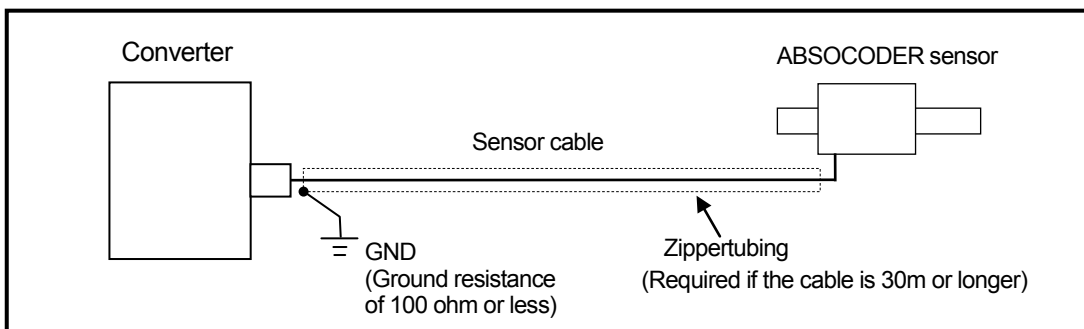 Converter
ABSOCODER sensor
Sensor cable
GND
(Ground resistance
of 100 ohm or less)
Zippertubing
(Required if the cable is 30m or longer)